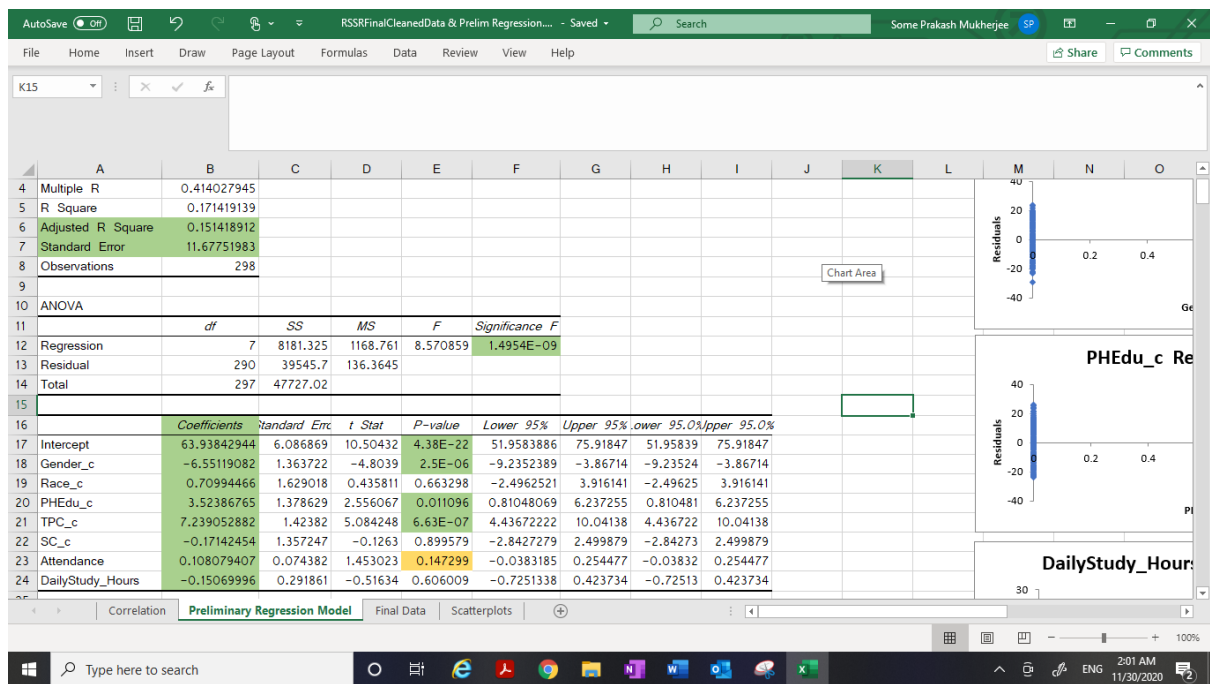 AutoSave Off RSSRFinalCleanedData & Prelim Regression.... - Saved Search Some Prakash Mukherjee SP
File Home Insert Draw Page Layout Formulas Data Review View Help Share Comments
K15 fx
A B C D E F G H I J K L M N O
4 Multiple R 0.414027945
5 R Square 0.171419139
6 Adjusted R Square 0.151418912
7 Standard Error 11.67751983
8 Observations 298
9
10 ANOVA
11 df SS MS F Significance F
12 Regression 7 8181.325 1168.761 8.570859 1.4954E-09
13 Residual 290 39545.7 136.3645
14 Total 297 47727.02
15
16 Coefficients Standard Erro t Stat P-value Lower 95% Upper 95% Lower 95.0% Upper 95.0%
17 Intercept 63.93842944 6.086869 10.50432 4.38E-22 51.9583886 75.91847 51.95839 75.91847
18 Gender_c -6.55119082 1.363722 -4.8039 2.5E-06 -9.2352389 -3.86714 -9.23524 -3.86714
19 Race_c 0.70994466 1.629018 0.435811 0.663298 -2.4962521 3.916141 -2.49625 3.916141
20 PHEdu_c 3.52386765 1.378629 2.556067 0.011096 0.81048069 6.237255 0.810481 6.237255
21 TPC_c 7.239052882 1.42382 5.084248 6.63E-07 4.43672222 10.04138 4.436722 10.04138
22 SC_c -0.17142454 1.357247 -0.1263 0.899579 -2.8427279 2.499879 -2.84273 2.499879
23 Attendance 0.108079407 0.074382 1.453023 0.147299 -0.0383185 0.254477 -0.03832 0.254477
24 DailyStudy_Hours -0.15069996 0.291861 -0.51634 0.606009 -0.7251338 0.423734 -0.72513 0.423734
Chart Area
40
20
0
-20
-40
Residuals
0 0.2 0.4
Ge
PHEdu_c Re
40
20
0
-20
-40
Residuals
0 0.2 0.4
PI
DailyStudy_Hour
30
Correlation Preliminary Regression Model Final Data Scatterplots
100%
Type here to search
ENG 2:01 AM
11/30/2020 2